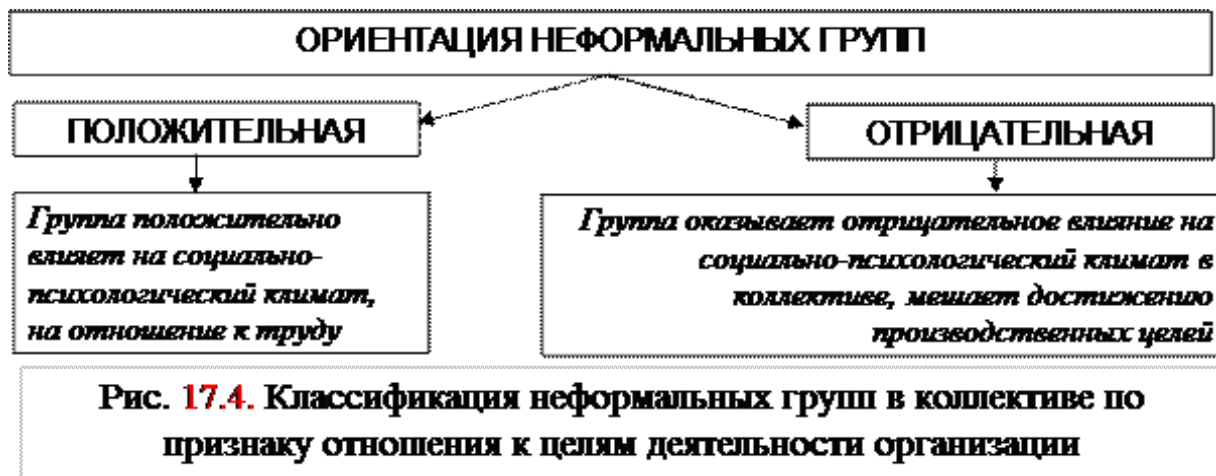 ОРИЕНТАЦИЯ НЕФОРМАЛЬНЫХ ГРУПП
ПОЛОЖИТЕЛЬНАЯ
ОТРИЦАТЕЛЬНАЯ
Группа положительно
влияет на социально-
психологический климат,
на отношение к труду
Группа оказывает отрицательное влияние на
социально-психологический климат в
коллективе, мешает достижению
производственных целей
Рис. 17.4. Классификация неформальных групп в коллективе по
признаку отношения к целям деятельности организации